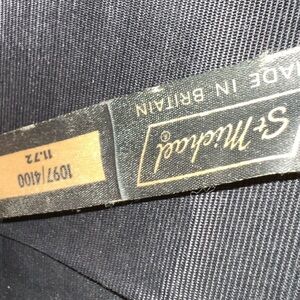 St Michael
®
MADE IN BRITAIN
1097/4100
11.72